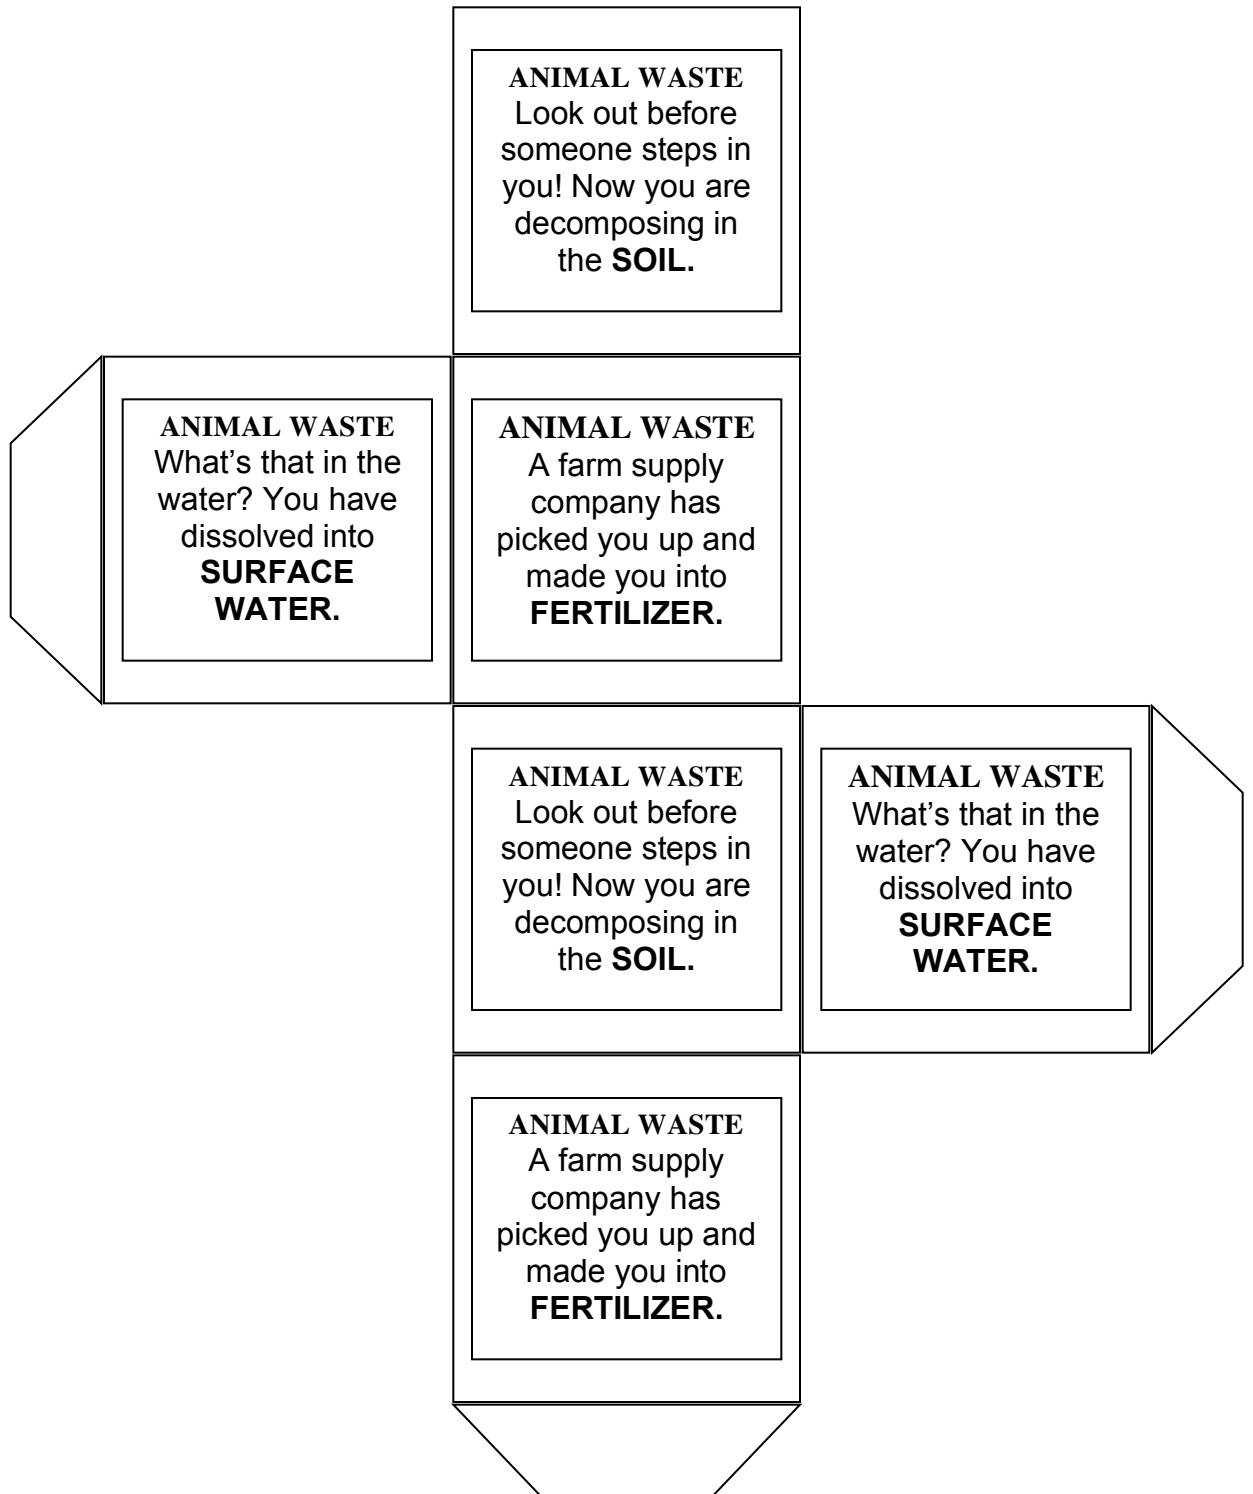 ANIMAL WASTE
Look out before
someone steps in
you! Now you are
decomposing in
the SOIL.
ANIMAL WASTE
What’s that in the
water? You have
dissolved into
SURFACE
WATER.
ANIMAL WASTE
A farm supply
company has
picked you up and
made you into
FERTILIZER.
ANIMAL WASTE
Look out before
someone steps in
you! Now you are
decomposing in
the SOIL.
ANIMAL WASTE
What’s that in the
water? You have
dissolved into
SURFACE
WATER.
ANIMAL WASTE
A farm supply
company has
picked you up and
made you into
FERTILIZER.